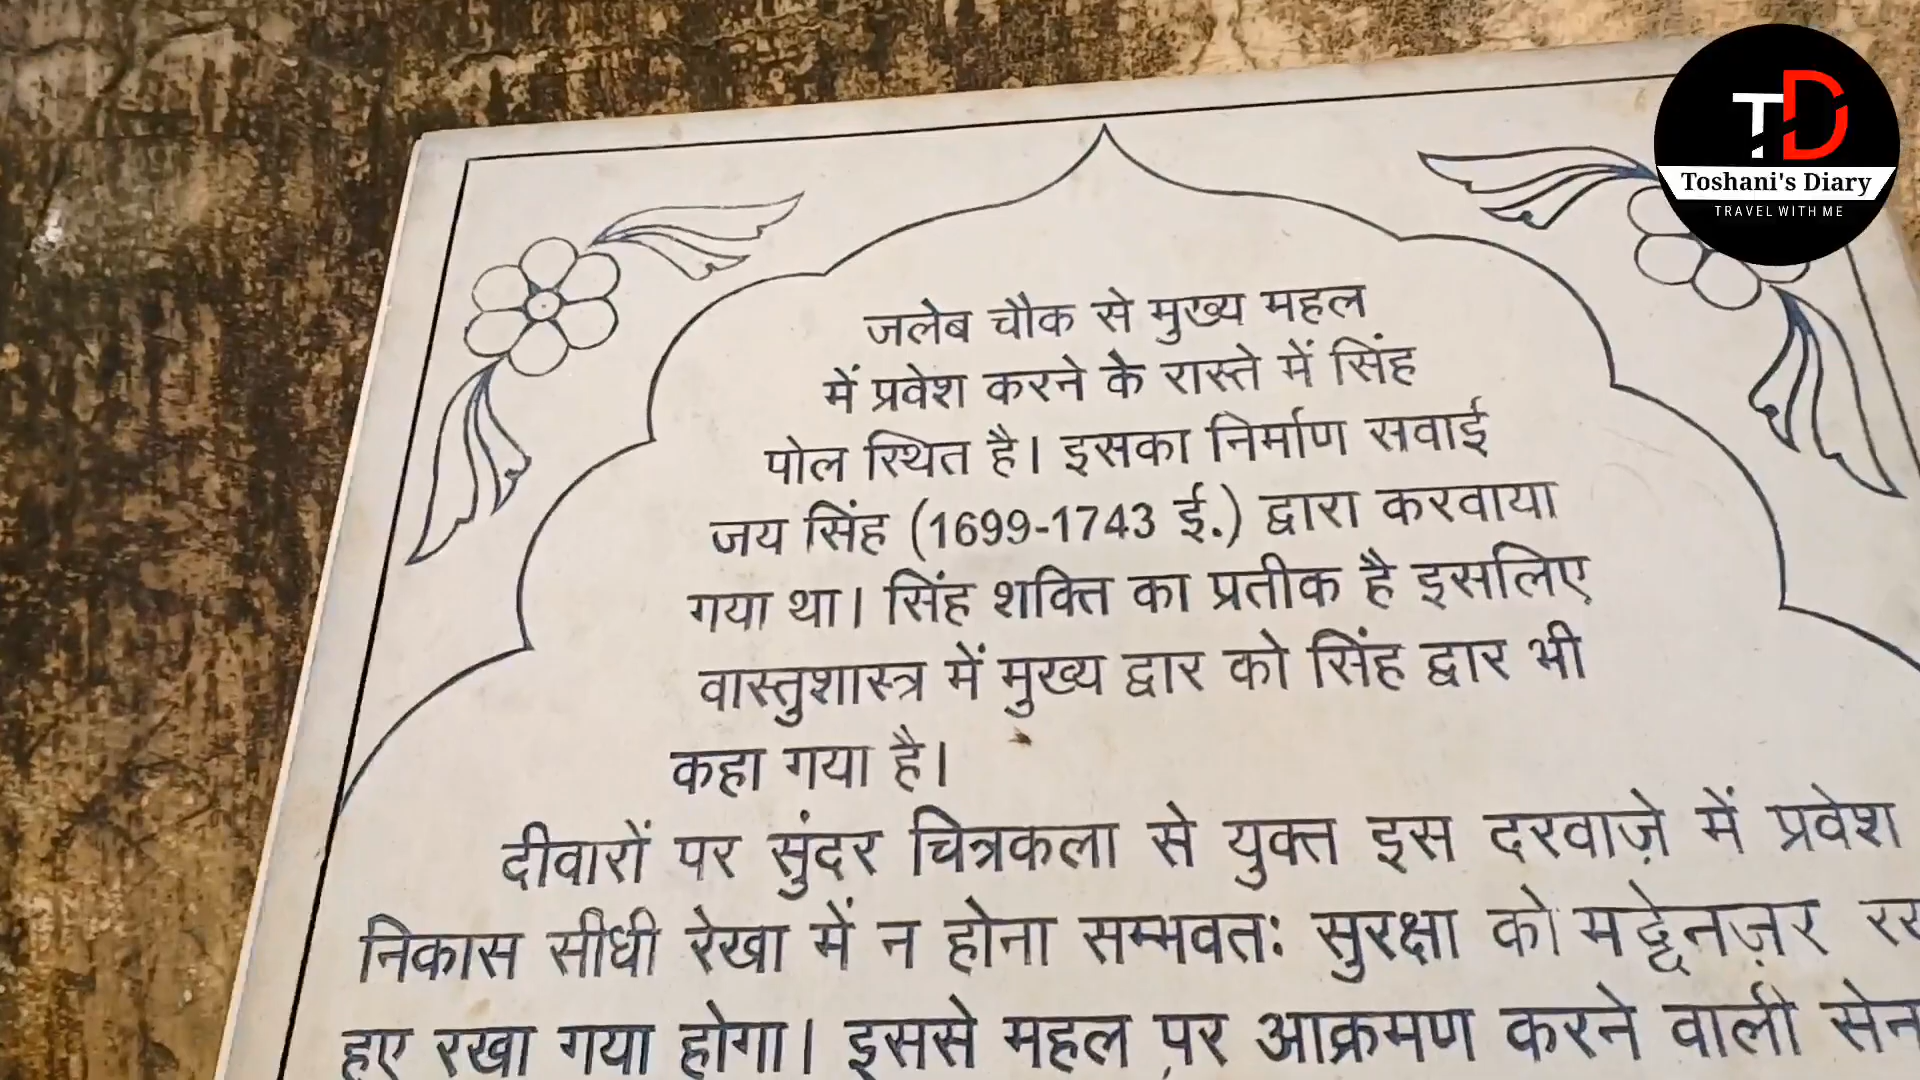 TD
Toshani's Diary
TRAVEL WITH ME
जलेब चौक से मुख्य महल
में प्रवेश करने के रास्ते में सिंह
पोल स्थित है। इसका निर्माण सवाई
जय सिंह (1699-1743 ई.) द्वारा करवाया
गया था। सिंह शक्ति का प्रतीक है इसलिए
वास्तुशास्त्र में मुख्य द्वार को सिंह द्वार भी
कहा गया है।
दीवारों पर सुंदर चित्रकला से युक्त इस दरवाज़े में प्रवेश
निकास सीधी रेखा में न होना सम्भवतः सुरक्षा को मद्देनज़र
हुए रखा गया होगा। इससे महल पर आक्रमण करने वाली